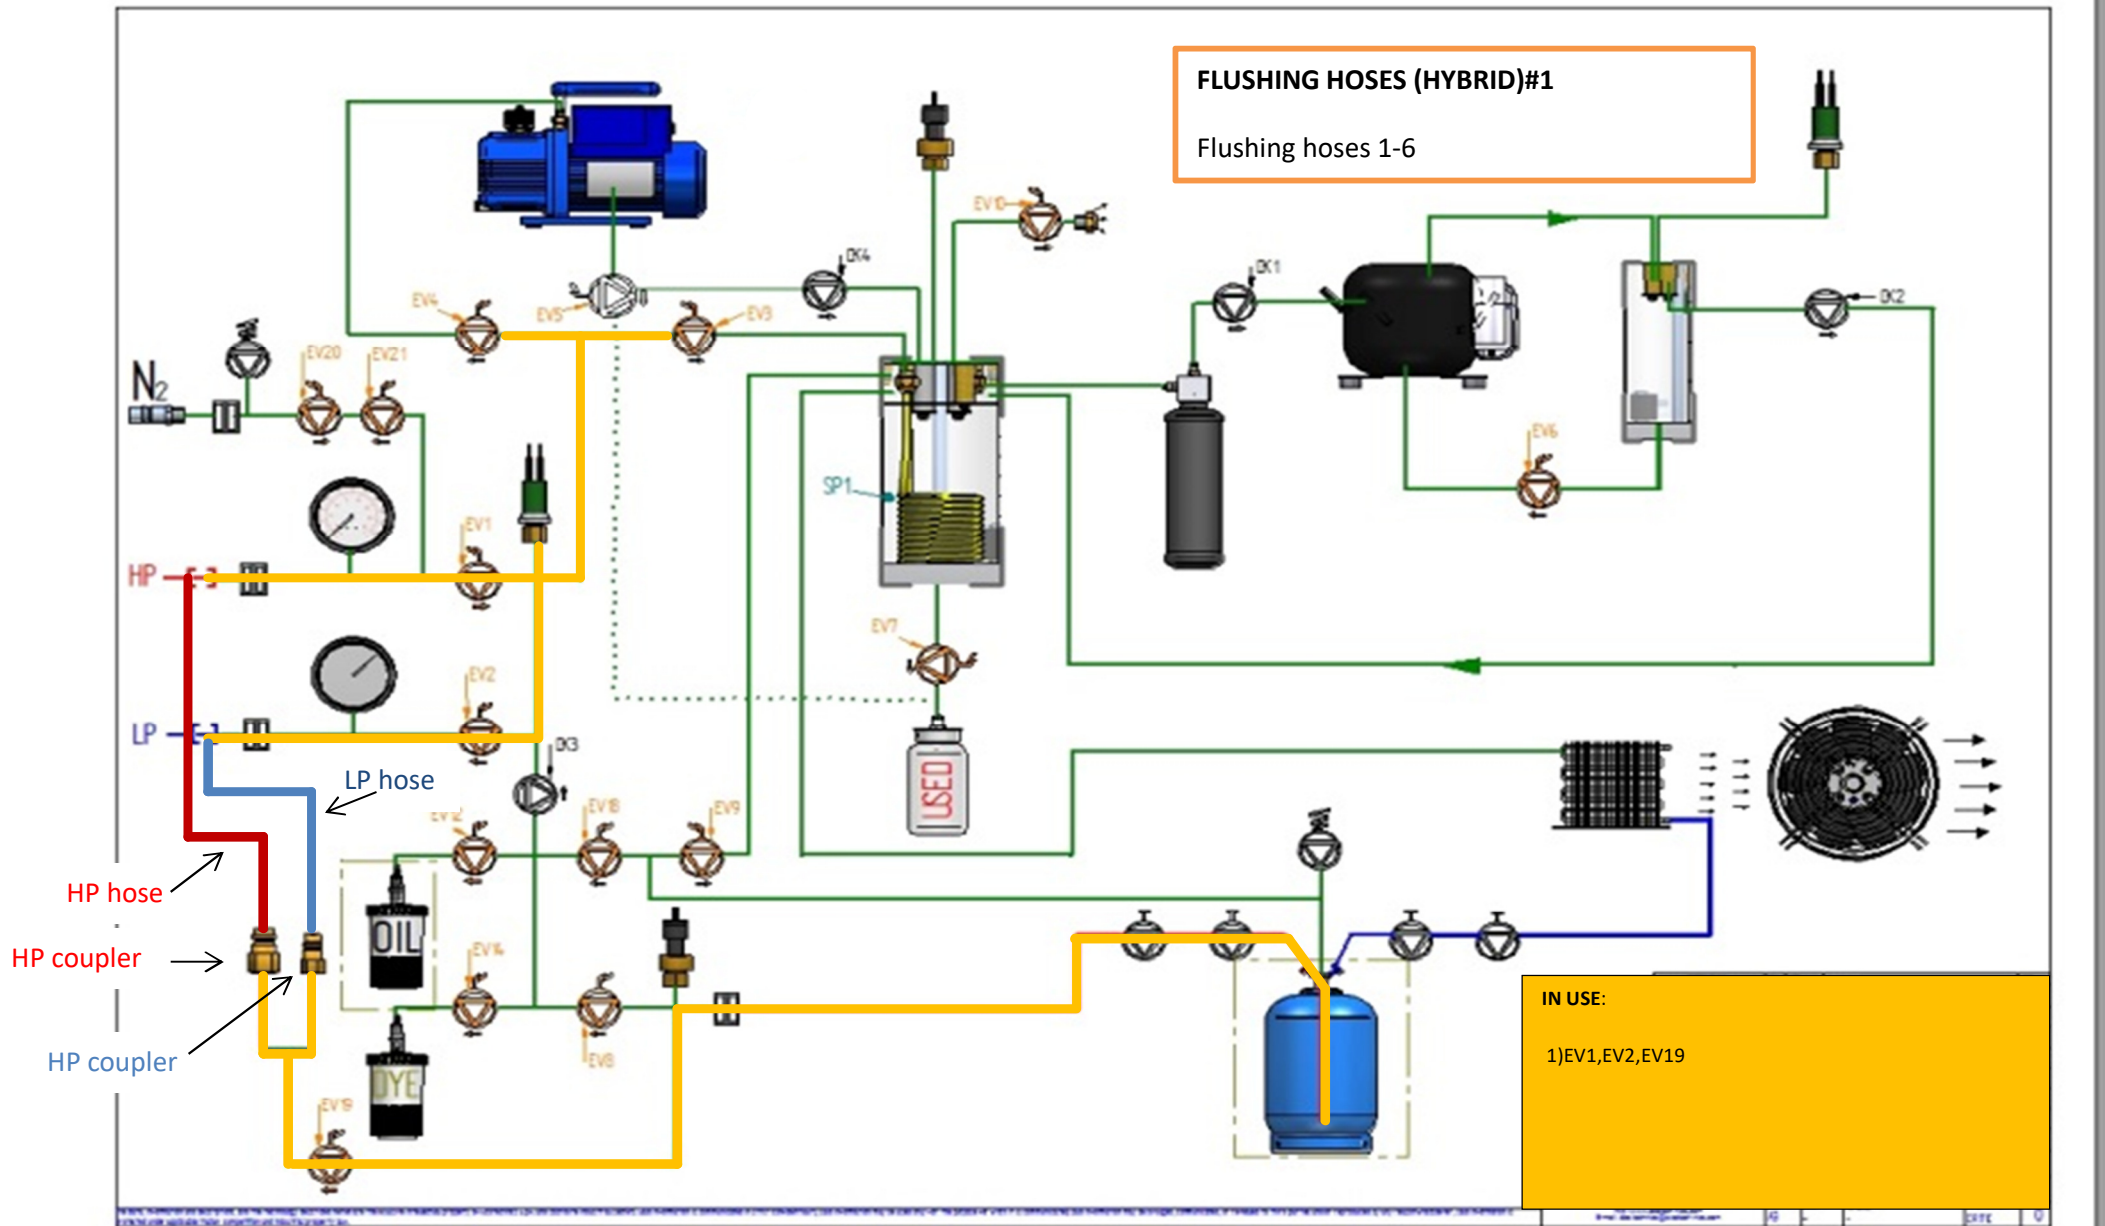 FLUSHING HOSES (HYBRID)#1
Flushing hoses 1-6
EV10
CK4
CK1
CK2
EV4
EV5
EV3
EV20
EV21
N2
EV6
SP1
EV1
HP
EV7
EV2
LP
CK3
LP hose
USED
EV12
EV18
EV9
HP hose
OIL
HP coupler
EV14
IN USE:
1)EV1,EV2,EV19
HP coupler
EV8
DYE
EV19